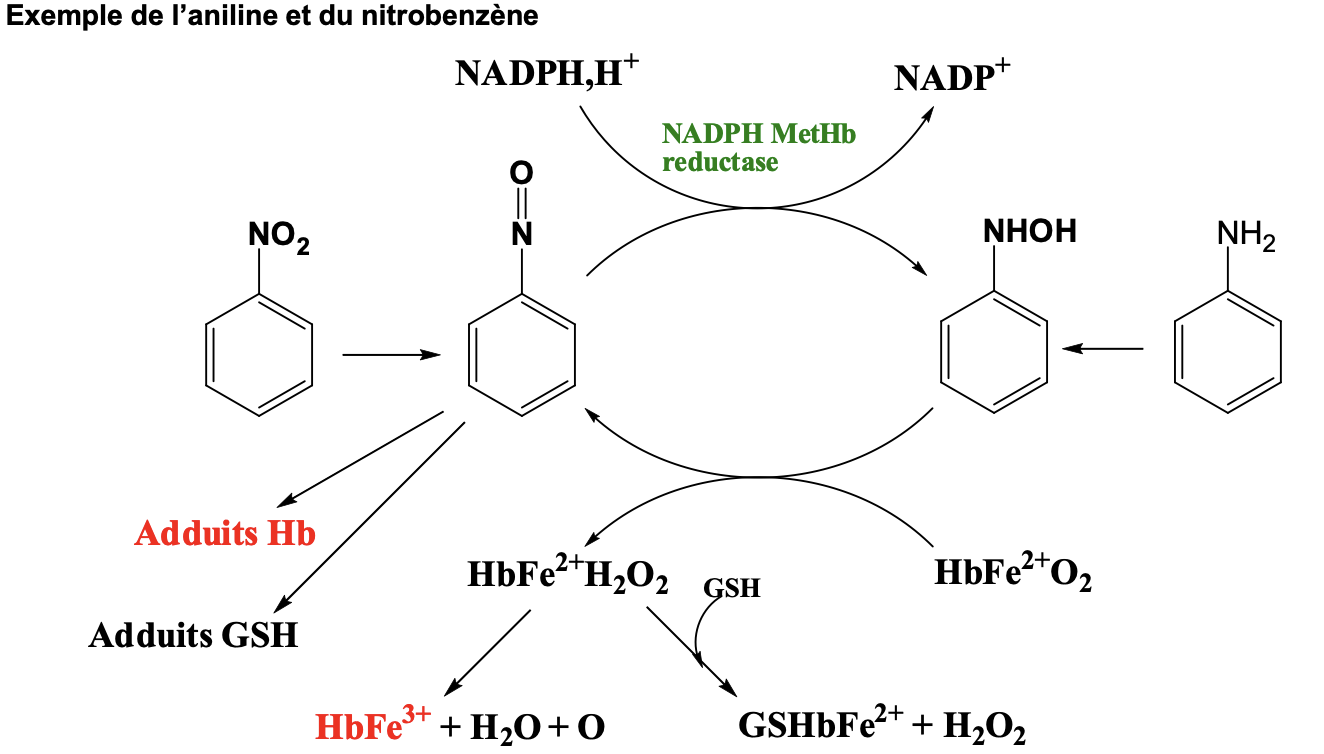 Exemple de l’aniline et du nitrobenzène
NADPH,H⁺
NADP⁺
NADPH MetHb
reductase
O
N
NO₂
NHOH
NH₂
Adduits Hb
Adduits GSH
HbFe²⁺H₂O₂
GSH
HbFe²⁺O₂
HbFe³⁺ + H₂O + O
GSHbFe²⁺ + H₂O₂